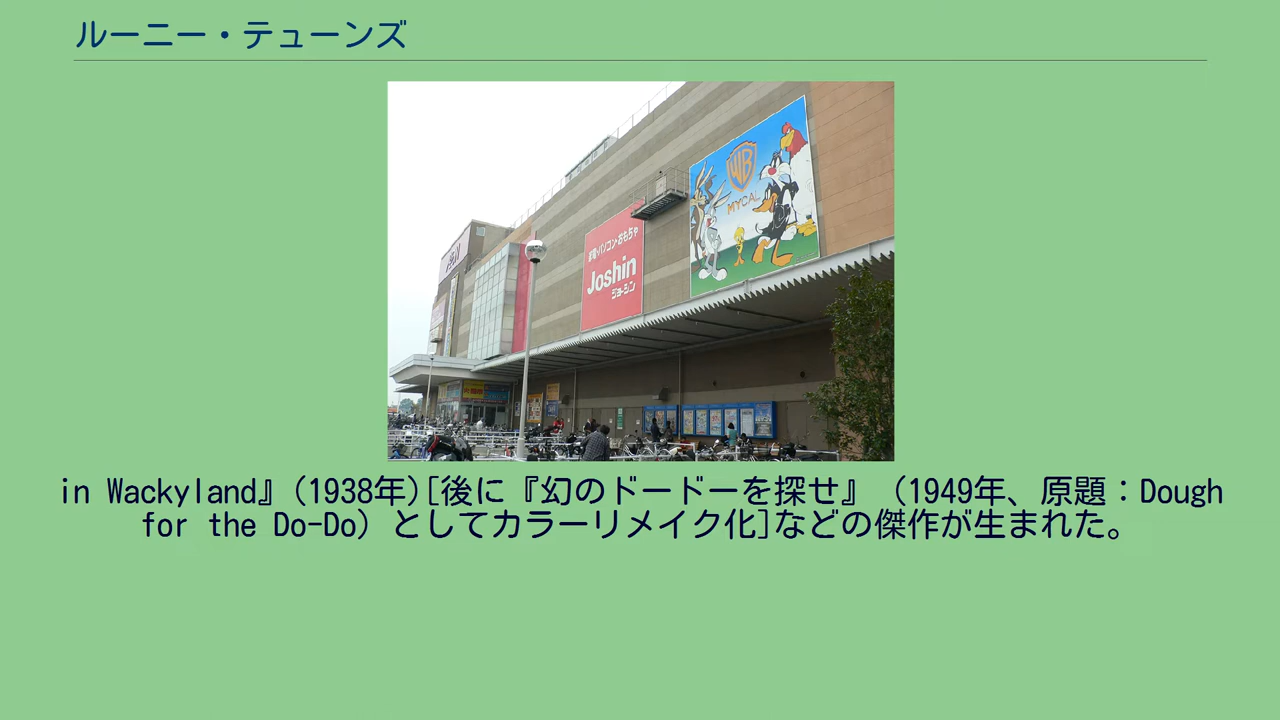 ルーニー・テューンズ
WB
MYCAL
家電・パソコン・おもちゃ
Joshin
ジョーシン
in Wackyland』(1938年)[後に『幻のドードーを探せ』（1949年、原題：Dough
for the Do-Do）としてカラーリメイク化]などの傑作が生まれた。